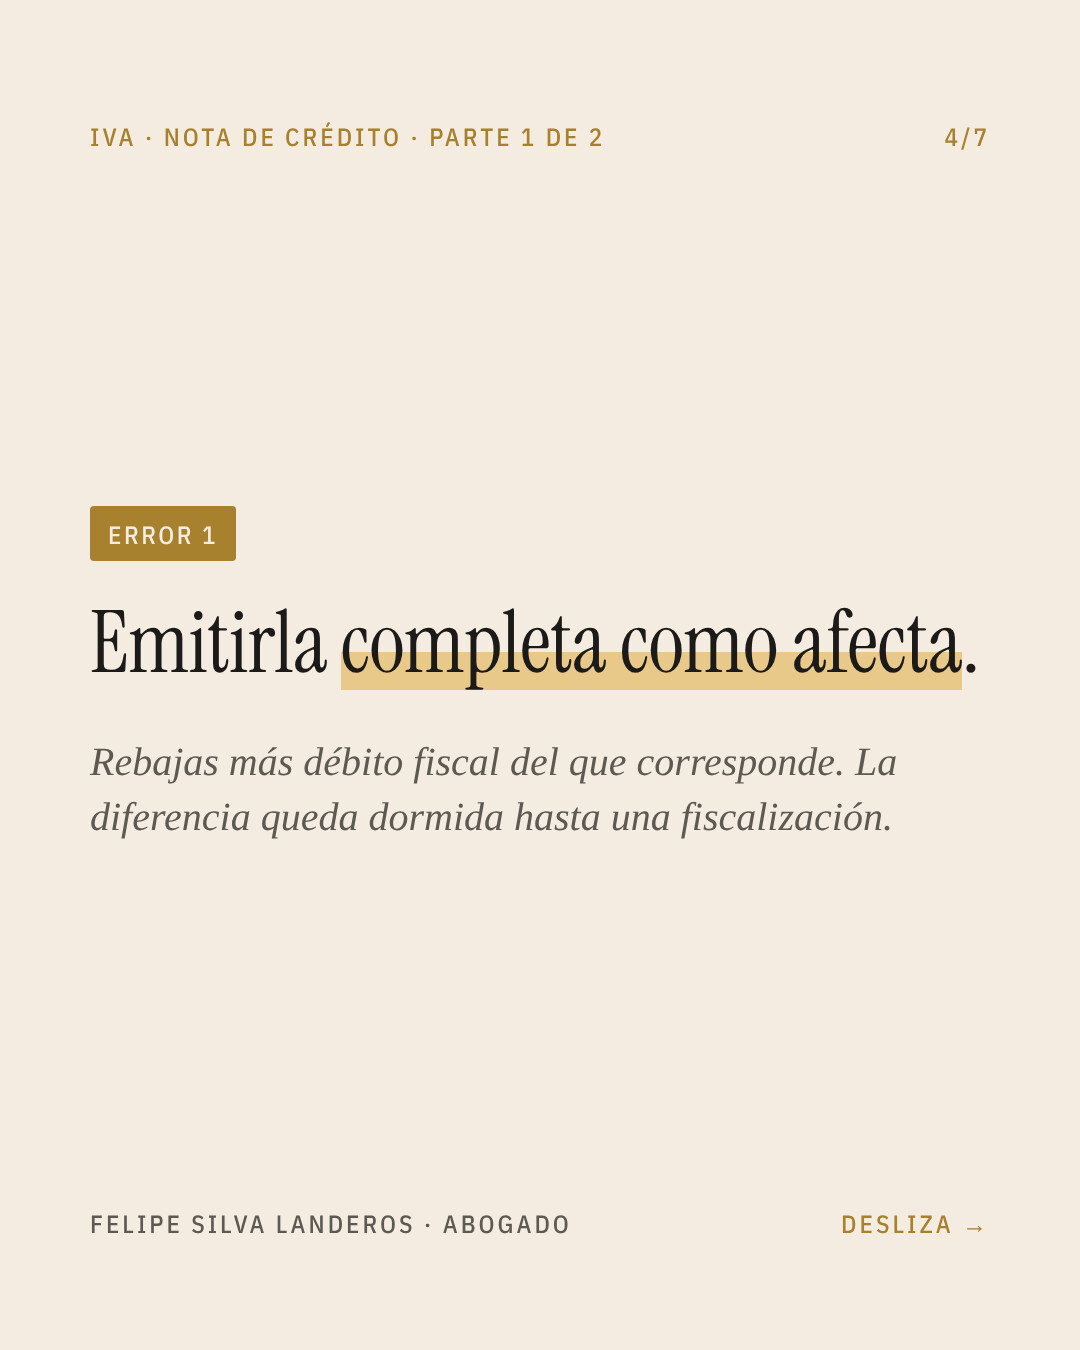 IVA · NOTA DE CRÉDITO · PARTE 1 DE 2
4/7
ERROR 1
Emitirla completa como afecta.
Rebajas más débito fiscal del que corresponde. La
diferencia queda dormida hasta una fiscalización.
FELIPE SILVA LANDEROS · ABOGADO
DESLIZA →